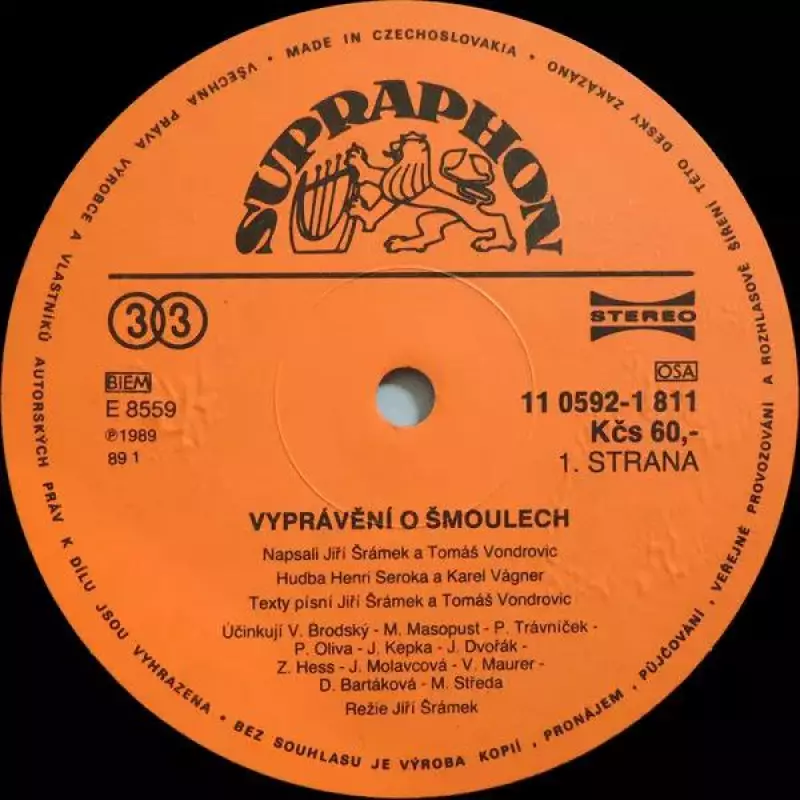 • MADE IN CZECHOSLOVAKIA •
VŠECHNA PRÁVA VÝROBCE A VLASTNÍKŮ AUTORSKÝCH PRÁV K DÍLU JSOU VYHRAZENA • BEZ SOUHLASU JE VÝROBA KOPIÍ , PRONÁJEM , PŮJČOVÁNÍ , VEŘEJNÉ PROVOZOVÁNÍ A ROZHLASOVÉ ŠÍŘENÍ TÉTO DESKY ZAKÁZÁNO
SUPRAPHON
33
STEREO
BIEM
OSA
E 8559
11 0592-1 811
℗1989
Kčs 60,-
89 1
1. STRANA
VYPRÁVĚNÍ O ŠMOULECH
Napsali Jiří Šrámek a Tomáš Vondrovic
Hudba Henri Seroka a Karel Vágner
Texty písní Jiří Šrámek a Tomáš Vondrovic
Účinkují V. Brodský - M. Masopust - P. Trávníček -
P. Oliva - J. Kepka - J. Dvořák -
Z. Hess - J. Molavcová - V. Maurer -
D. Bartáková - M. Středa
Režie Jiří Šrámek